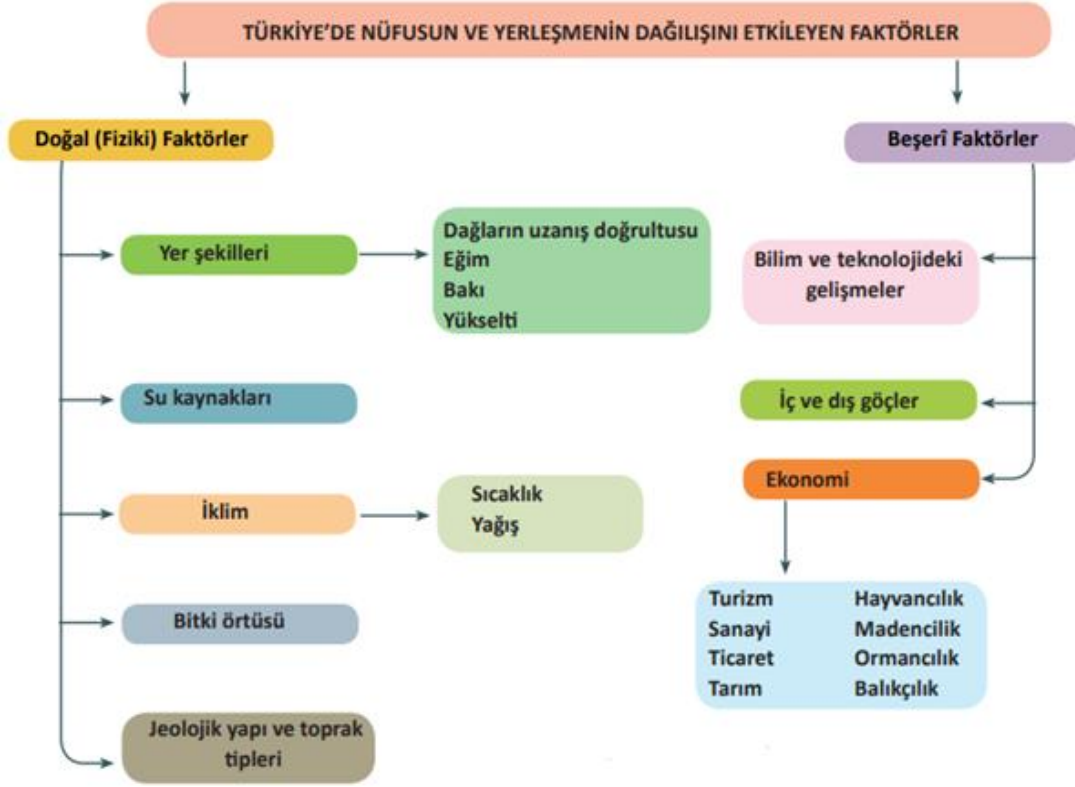 TÜRKİYE'DE NÜFUSUN VE YERLEŞMENİN DAĞILIŞINI ETKİLEYEN FAKTÖRLER
Doğal (Fiziki) Faktörler
Yer şekilleri
Dağların uzanış doğrultusu
Eğim
Bakı
Yükselti
Su kaynakları
İklim
Sıcaklık
Yağış
Bitki örtüsü
Jeolojik yapı ve toprak
tipleri
Beşerî Faktörler
Bilim ve teknolojideki
gelişmeler
İç ve dış göçler
Ekonomi
Turizm Hayvancılık
Sanayi Madencilik
Ticaret Ormancılık
Tarım Balıkçılık